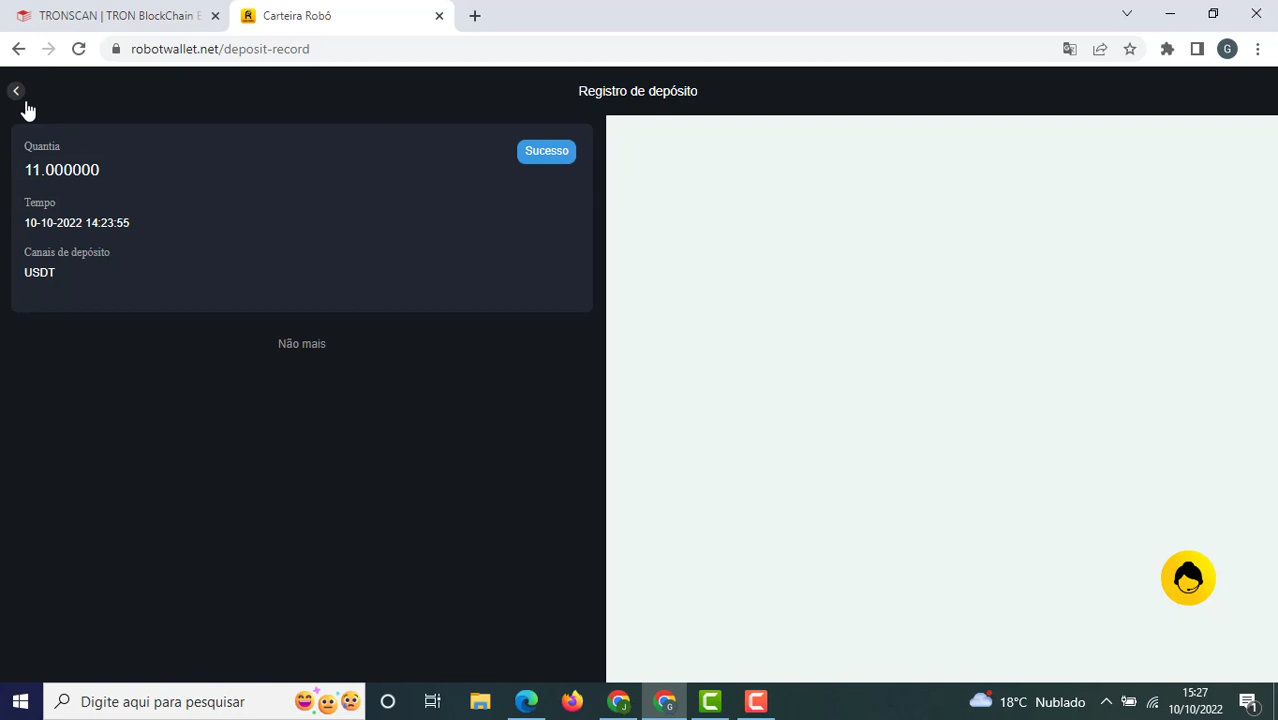 TRONSCAN | TRON BlockChain E
Carteira Robô
robotwallet.net/deposit-record
G
Registro de depósito
Quantia
Sucesso
11.000000
Tempo
10-10-2022 14:23:55
Canais de depósito
USDT
Não mais
Digite aqui para pesquisar
J
G
C
C
18°C Nublado
15:27
10/10/2022
1